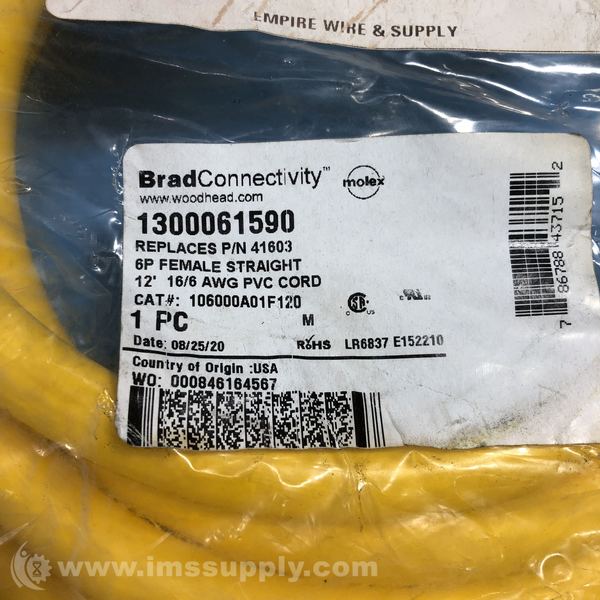 EMPIRE WIRE & SUPPLY
BradConnectivity™ molex
www.woodhead.com
1300061590
REPLACES P/N 41603
6P FEMALE STRAIGHT
12' 16/6 AWG PVC CORD
CAT#: 106000A01F120
1 PC M
Date: 08/25/20 RoHS LR6837 E152210
Country of Origin :USA
WO: 000846164567
7 86788 43715 2
© www.imssupply.com